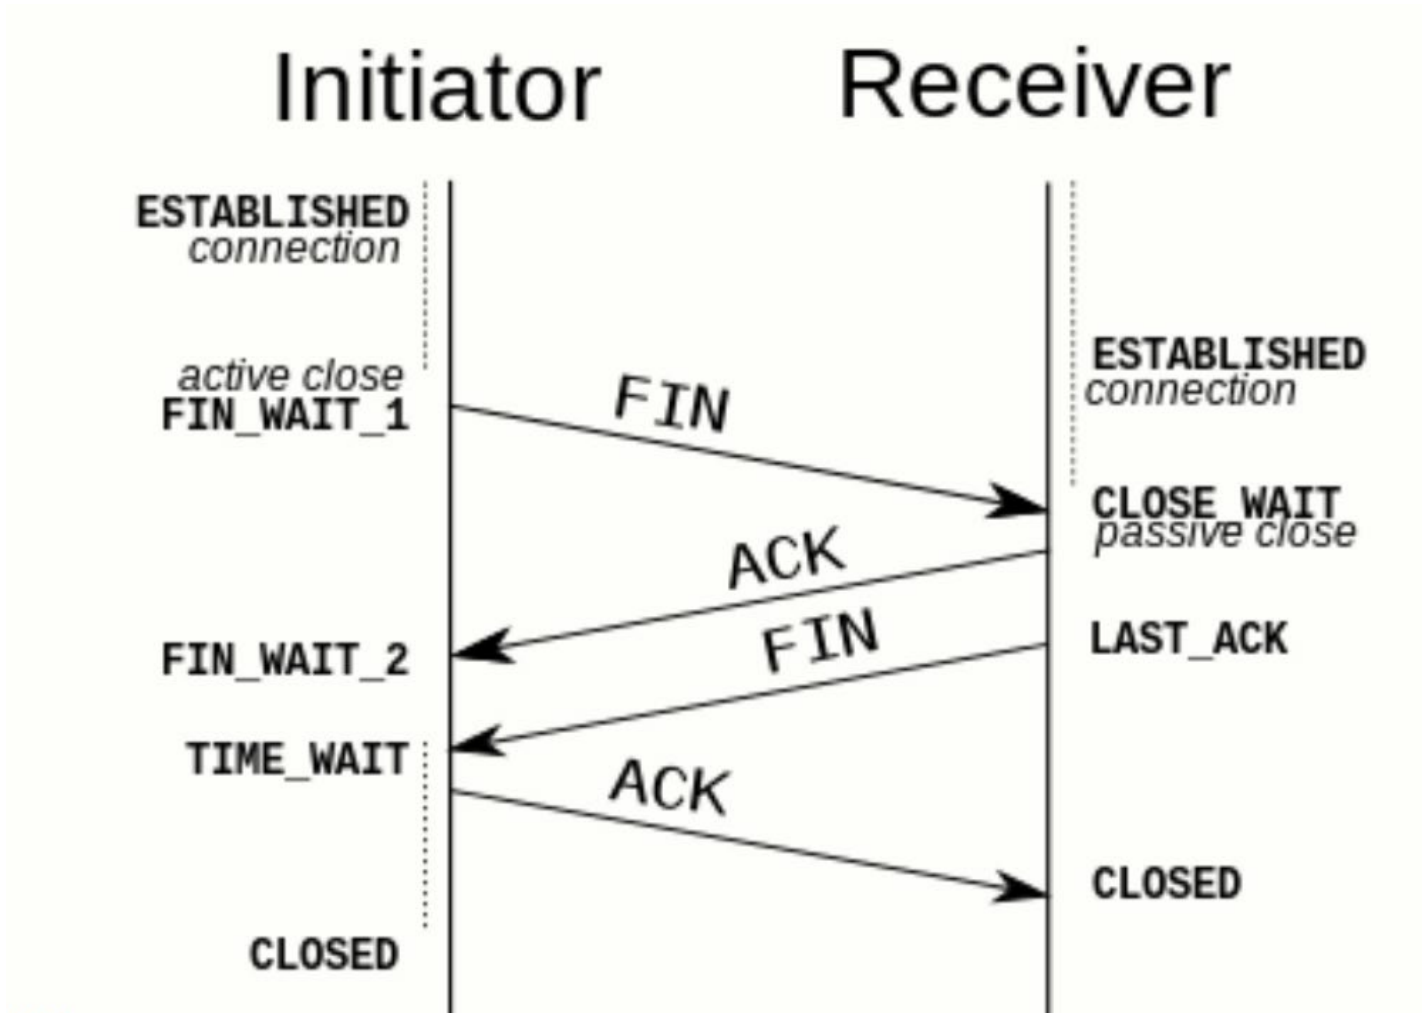 Initiator
Receiver
ESTABLISHED
connection
active close
FIN_WAIT_1
FIN
ESTABLISHED
connection
CLOSE_WAIT
passive close
ACK
FIN
FIN_WAIT_2
LAST_ACK
TIME_WAIT
ACK
CLOSED
CLOSED